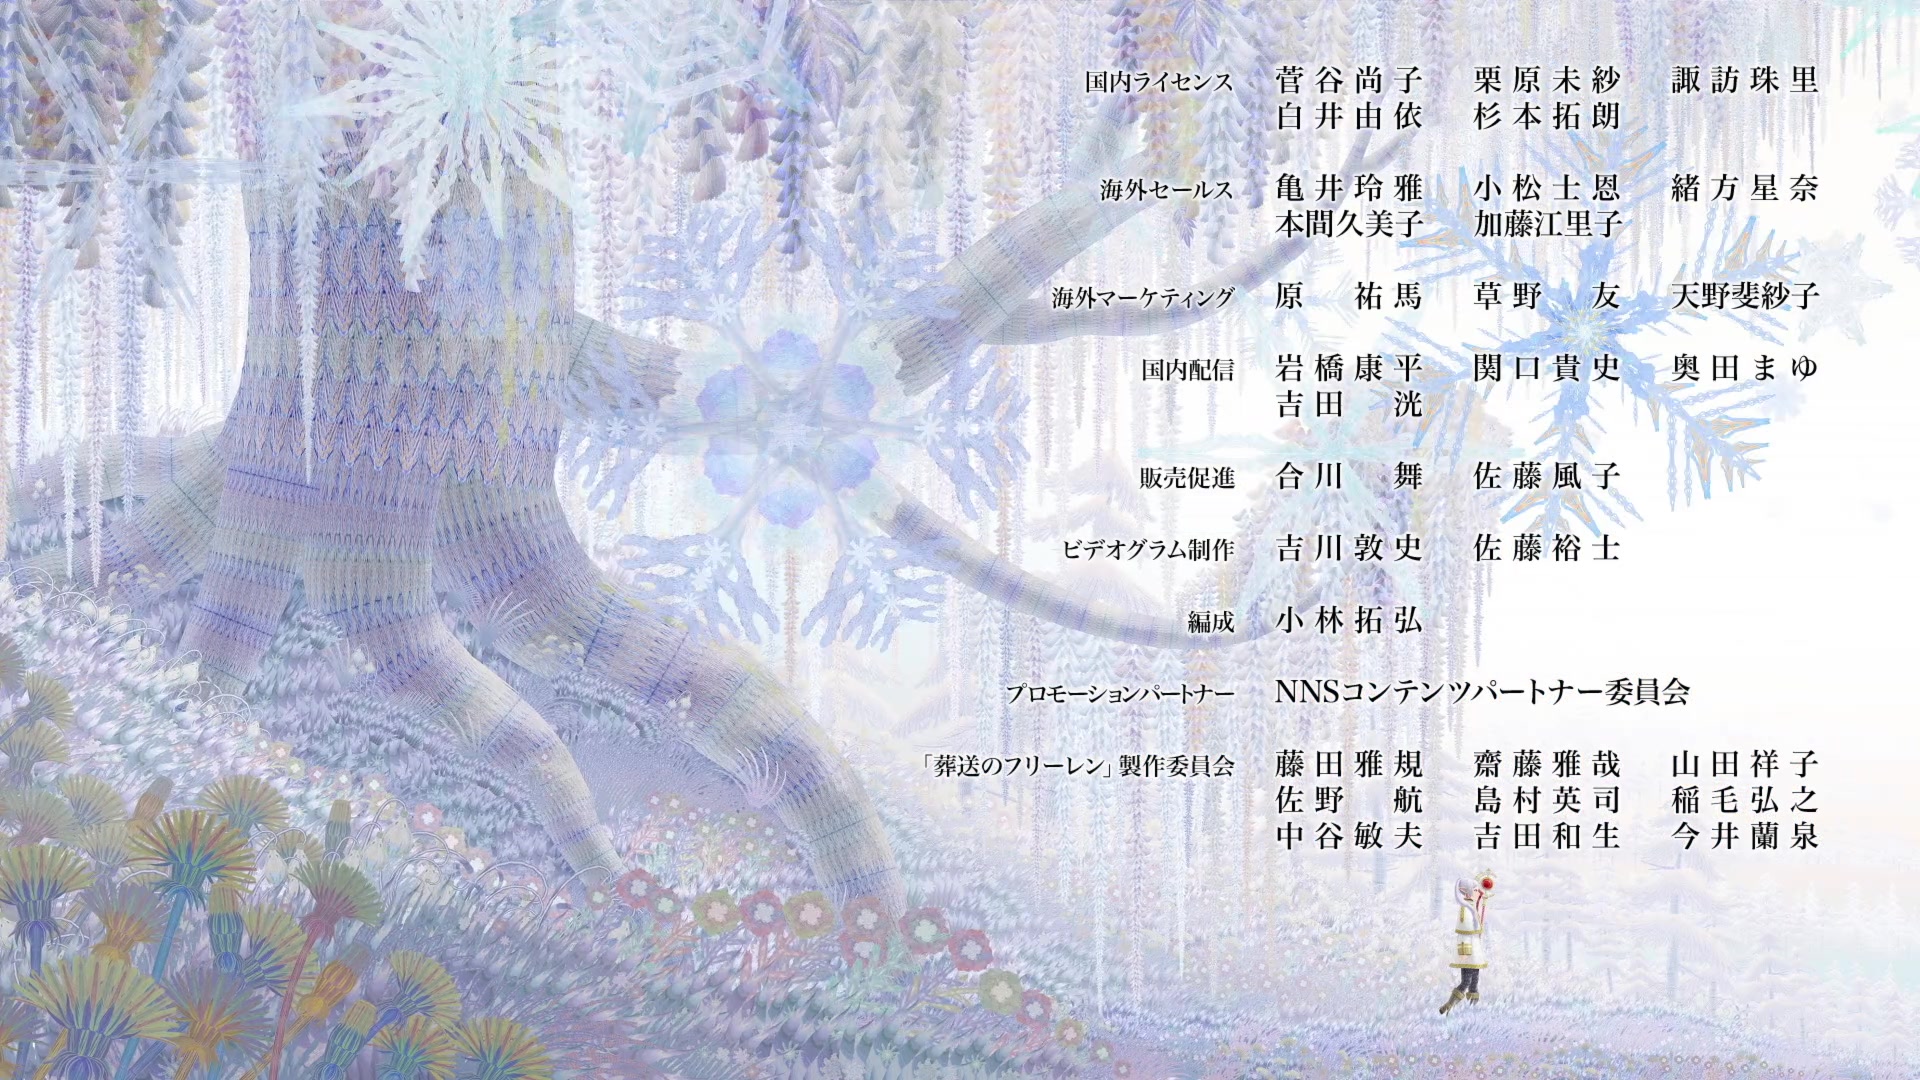 国内ライセンス 菅谷尚子 栗原未紗 諏訪珠里
白井由依 杉本拓朗
海外セールス 亀井玲雅 小松士恩 緒方星奈
本間久美子 加藤江里子
海外マーケティング 原祐馬 草野友 天野斐紗子
国内配信 岩橋康平 関口貴史 奥田まゆ
吉田洸
販売促進 合川舞 佐藤風子
ビデオグラム制作 吉川敦史 佐藤裕士
編成 小林拓弘
プロモーションパートナー NNSコンテンツパートナー委員会
「葬送のフリーレン」製作委員会 藤田雅規 齋藤雅哉 山田祥子
佐野航 島村英司 稲毛弘之
中谷敏夫 吉田和生 今井蘭泉